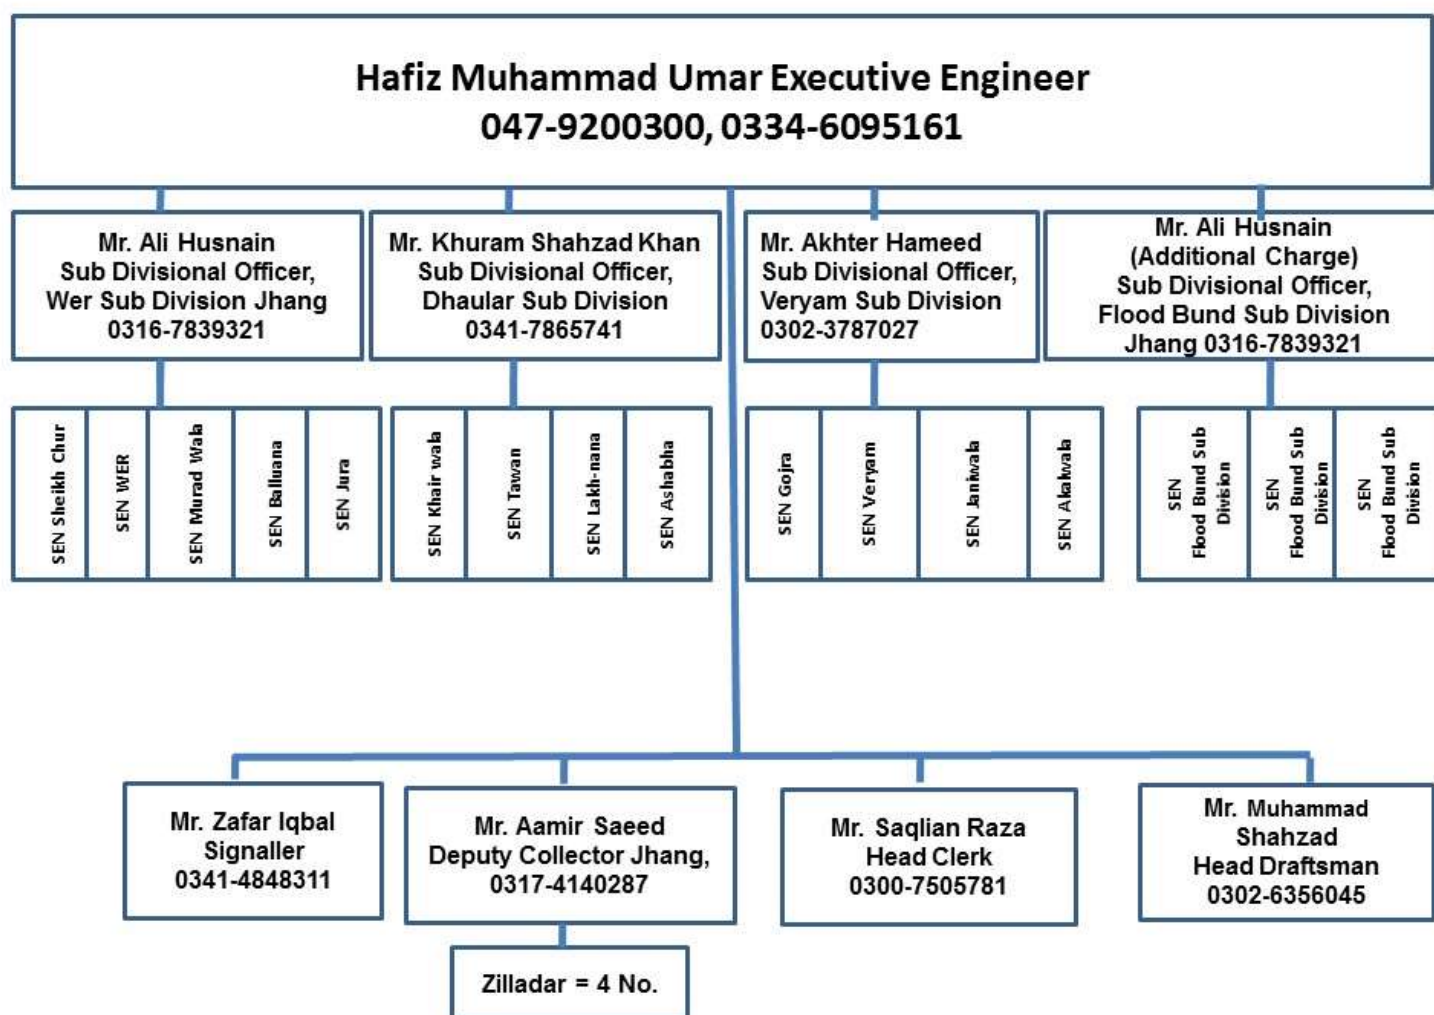 Hafiz Muhammad Umar Executive Engineer
047-9200300, 0334-6095161
Mr. Ali Husnain
Sub Divisional Officer,
Wer Sub Division Jhang
0316-7839321
Mr. Khuram Shahzad Khan
Sub Divisional Officer,
Dhaular Sub Division
0341-7865741
Mr. Akhter Hameed
Sub Divisional Officer,
Veryam Sub Division
0302-3787027
Mr. Ali Husnain
(Additional Charge)
Sub Divisional Officer,
Flood Bund Sub Division
Jhang 0316-7839321
SEN Sheikh Chur
SEN WER
SEN Murad Wala
SEN Balluana
SEN Jura
SEN Khair wala
SEN Tawan
SEN Lakh-nana
SEN Ashabha
SEN Gojra
SEN Veryam
SEN Janiwala
SEN Akalwala
SEN
Flood Bund Sub
Division
SEN
Flood Bund Sub
Division
SEN
Flood Bund Sub
Division
Mr. Zafar Iqbal
Signaller
0341-4848311
Mr. Aamir Saeed
Deputy Collector Jhang,
0317-4140287
Mr. Saqlian Raza
Head Clerk
0300-7505781
Mr. Muhammad
Shahzad
Head Draftsman
0302-6356045
Zilladar = 4 No.